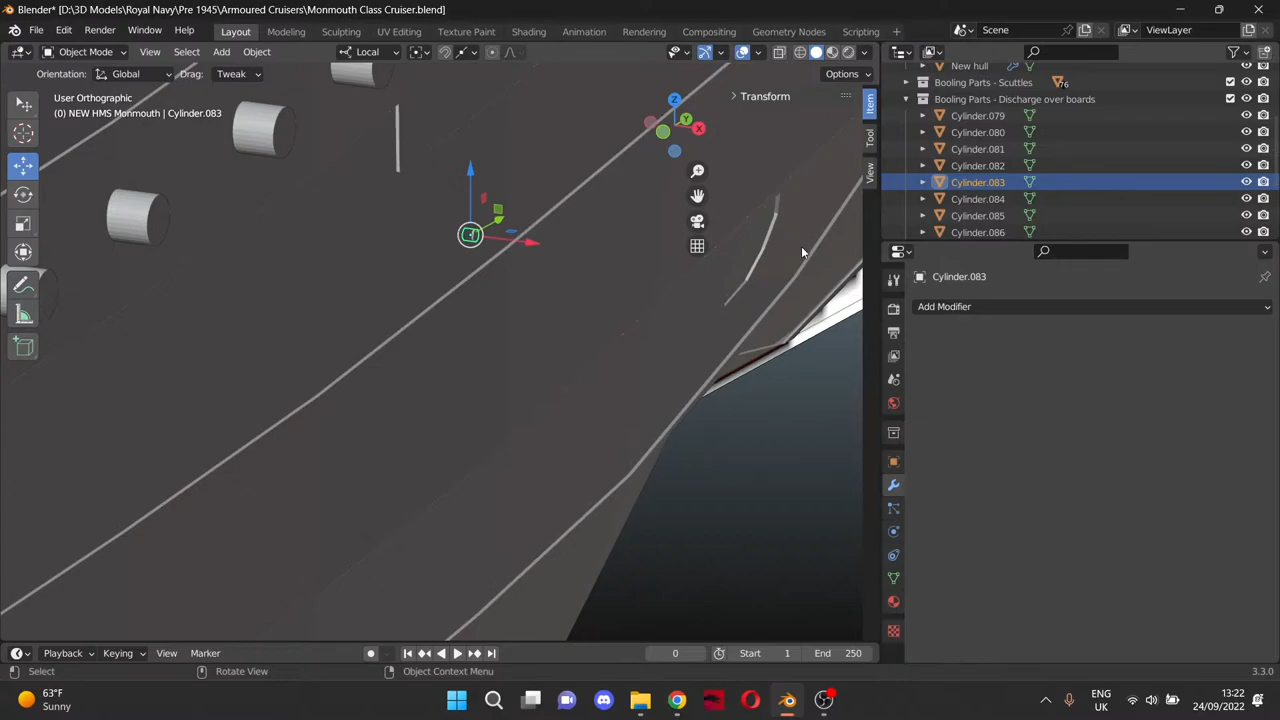 Blender* [D:\3D Models\Royal Navy\Pre 1945\Armoured Cruisers\Monmouth Class Cruiser.blend]
File Edit Render Window Help Layout Modeling Sculpting UV Editing Texture Paint Shading Animation Rendering Compositing Geometry Nodes Scripting + Scene ViewLayer
Object Mode View Select Add Object Local
Orientation: Global Drag: Tweak Options
User Orthographic
(0) NEW HMS Monmouth | Cylinder.083
Transform
Item
Tool
View
Z
Y
X
New hull
Booling Parts - Scuttles 76
Booling Parts - Discharge over boards
Cylinder.079
Cylinder.080
Cylinder.081
Cylinder.082
Cylinder.083
Cylinder.084
Cylinder.085
Cylinder.086
Cylinder.083
Add Modifier
Playback Keying View Marker 0 Start 1 End 250
Select Rotate View Object Context Menu 3.3.0
63°F
Sunny
ENG
UK
13:22
24/09/2022